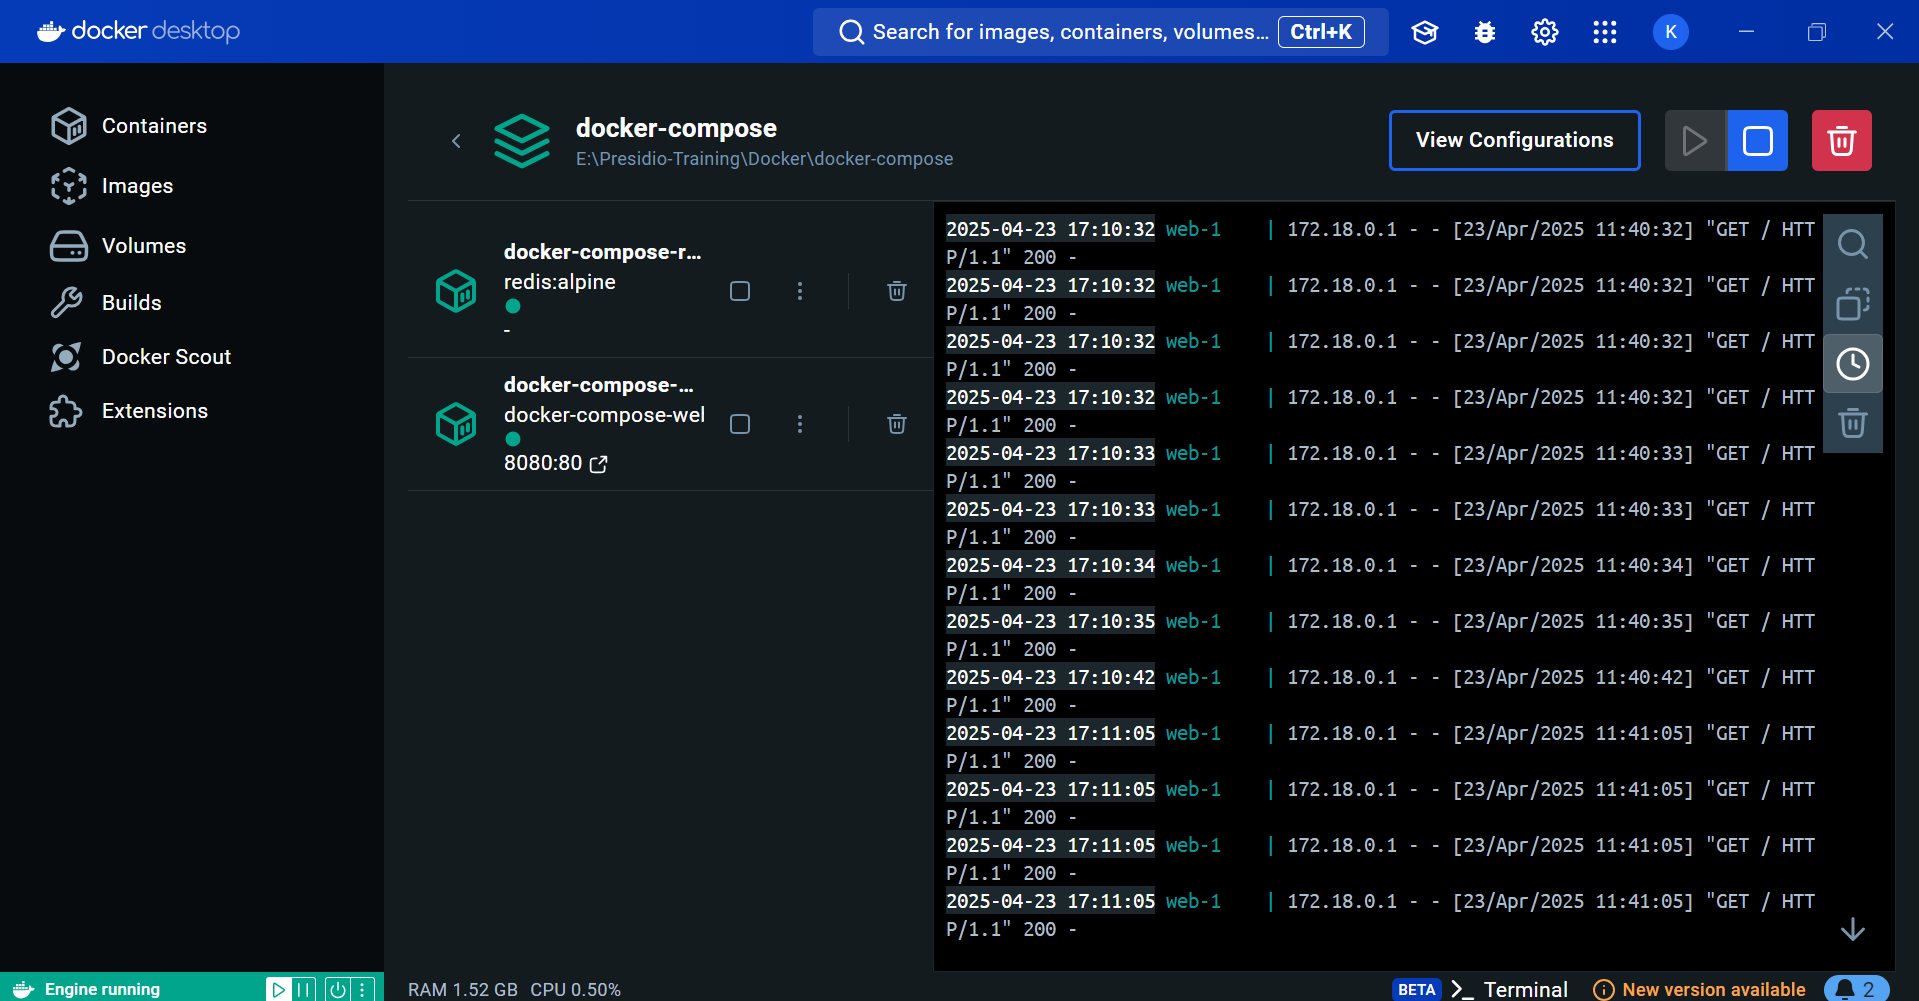 docker desktop
Search for images, containers, volumes... Ctrl+K
K
Containers
Images
Volumes
Builds
Docker Scout
Extensions
docker-compose
E:\Presidio-Training\Docker\docker-compose
View Configurations
docker-compose-r...
redis:alpine
-
docker-compose-...
docker-compose-wel
8080:80
2025-04-23 17:10:32 web-1 | 172.18.0.1 - - [23/Apr/2025 11:40:32] "GET / HTT
P/1.1" 200 -
2025-04-23 17:10:32 web-1 | 172.18.0.1 - - [23/Apr/2025 11:40:32] "GET / HTT
P/1.1" 200 -
2025-04-23 17:10:32 web-1 | 172.18.0.1 - - [23/Apr/2025 11:40:32] "GET / HTT
P/1.1" 200 -
2025-04-23 17:10:32 web-1 | 172.18.0.1 - - [23/Apr/2025 11:40:32] "GET / HTT
P/1.1" 200 -
2025-04-23 17:10:33 web-1 | 172.18.0.1 - - [23/Apr/2025 11:40:33] "GET / HTT
P/1.1" 200 -
2025-04-23 17:10:33 web-1 | 172.18.0.1 - - [23/Apr/2025 11:40:33] "GET / HTT
P/1.1" 200 -
2025-04-23 17:10:34 web-1 | 172.18.0.1 - - [23/Apr/2025 11:40:34] "GET / HTT
P/1.1" 200 -
2025-04-23 17:10:35 web-1 | 172.18.0.1 - - [23/Apr/2025 11:40:35] "GET / HTT
P/1.1" 200 -
2025-04-23 17:10:42 web-1 | 172.18.0.1 - - [23/Apr/2025 11:40:42] "GET / HTT
P/1.1" 200 -
2025-04-23 17:11:05 web-1 | 172.18.0.1 - - [23/Apr/2025 11:41:05] "GET / HTT
P/1.1" 200 -
2025-04-23 17:11:05 web-1 | 172.18.0.1 - - [23/Apr/2025 11:41:05] "GET / HTT
P/1.1" 200 -
2025-04-23 17:11:05 web-1 | 172.18.0.1 - - [23/Apr/2025 11:41:05] "GET / HTT
P/1.1" 200 -
2025-04-23 17:11:05 web-1 | 172.18.0.1 - - [23/Apr/2025 11:41:05] "GET / HTT
P/1.1" 200 -
Engine running
RAM 1.52 GB CPU 0.50%
BETA >_ Terminal
New version available
2